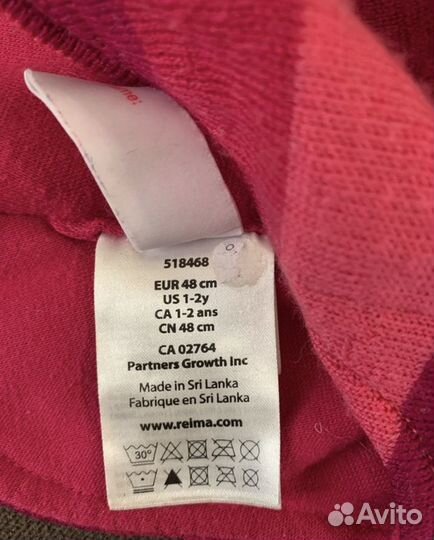 me:
518468
EUR 48 cm
US 1-2y
CA 1-2 ans
CN 48 cm
CA 02764
Partners Growth Inc
Made in Sri Lanka
Fabrique en Sri Lanka
www.reima.com
30°
Avito